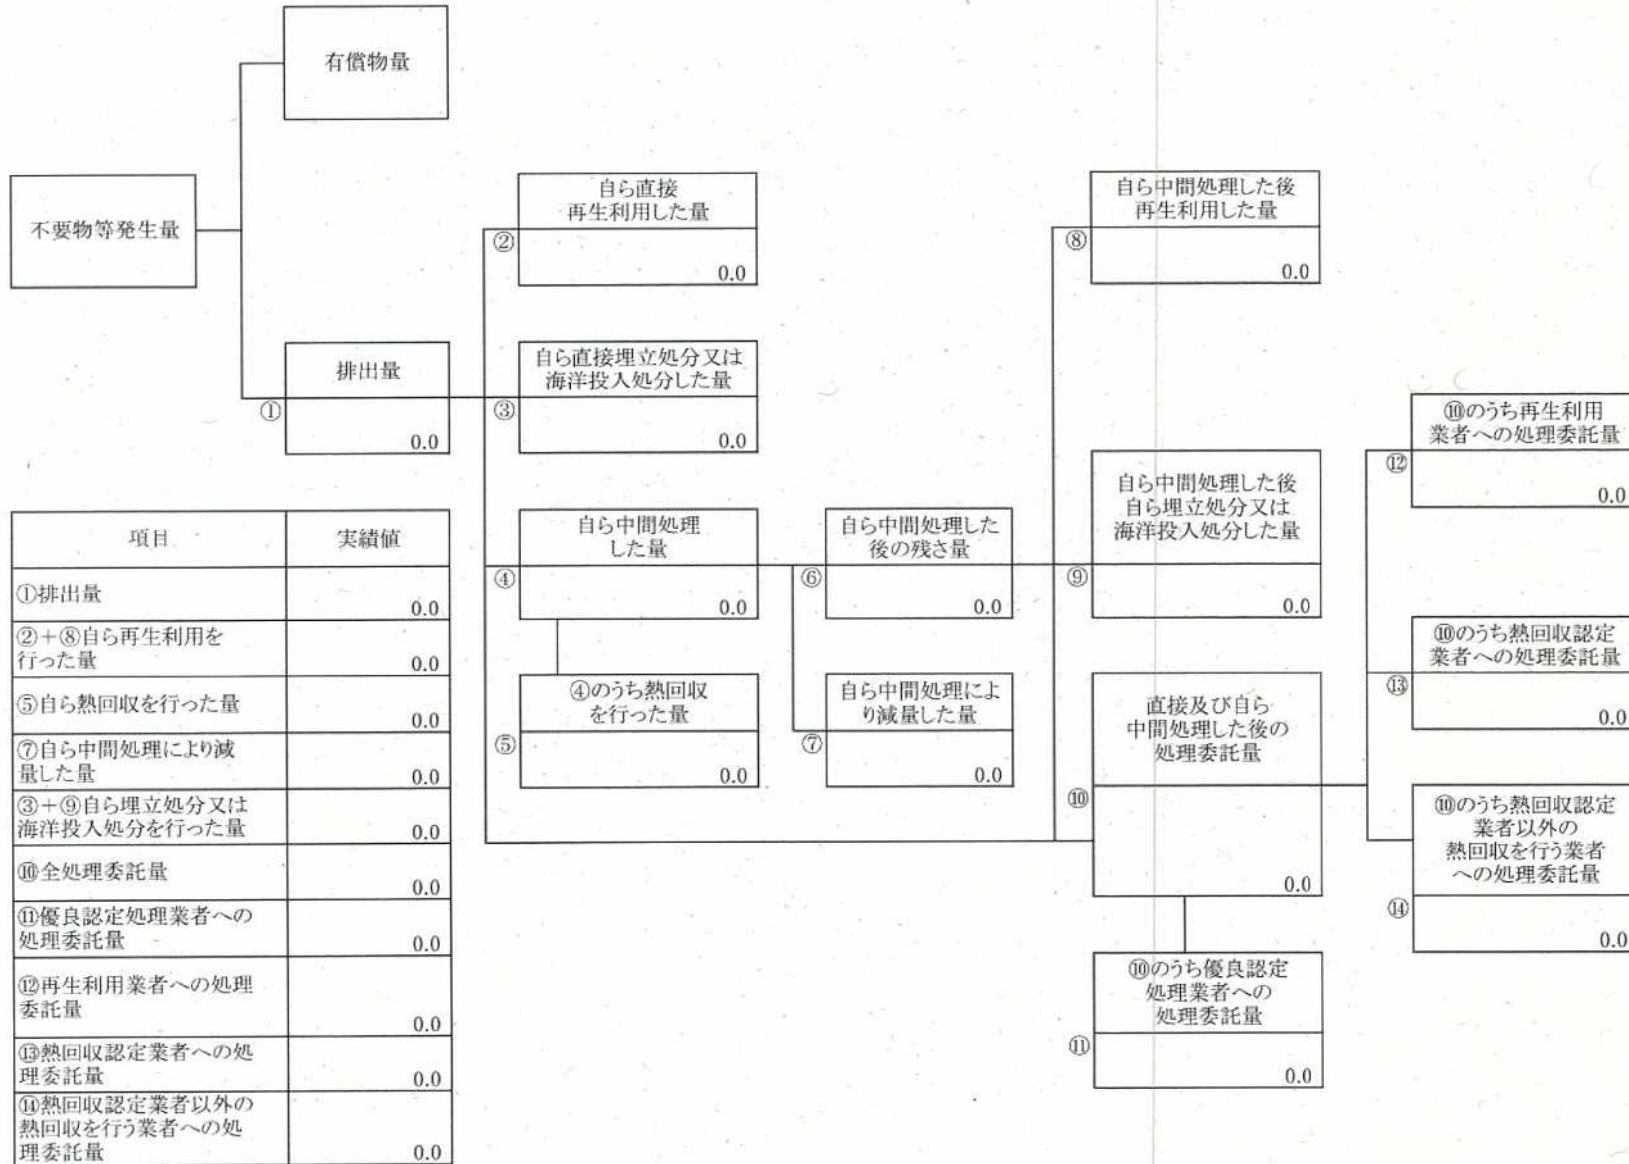 有償物量
不要物等発生量
排出量
①
0.0
自ら直接
再生利用した量
②
0.0
自ら直接埋立処分又は
海洋投入処分した量
③
0.0
自ら中間処理
した量
④
0.0
④のうち熱回収
を行った量
⑤
0.0
自ら中間処理した
後の残さ量
⑥
0.0
自ら中間処理によ
り減量した量
⑦
0.0
自ら中間処理した後
再生利用した量
⑧
0.0
自ら中間処理した後
自ら埋立処分又は
海洋投入処分した量
⑨
0.0
直接及び自ら
中間処理した後の
処理委託量
⑩
0.0
⑩のうち優良認定
処理業者への
処理委託量
⑪
0.0
⑩のうち再生利用
業者への処理委託量
⑫
0.0
⑩のうち熱回収認定
業者への処理委託量
⑬
0.0
⑩のうち熱回収認定
業者以外の
熱回収を行う業者
への処理委託量
⑭
0.0
項目 実績値
①排出量
0.0
②+⑧自ら再生利用を
行った量 0.0
⑤自ら熱回収を行った量
0.0
⑦自ら中間処理により減
量した量 0.0
③+⑨自ら埋立処分又は
海洋投入処分を行った量 0.0
⑩全処理委託量
0.0
⑪優良認定処理業者への
処理委託量 0.0
⑫再生利用業者への処理
委託量
0.0
⑬熱回収認定業者への処
理委託量 0.0
⑭熱回収認定業者以外の
熱回収を行う業者への処
理委託量 0.0